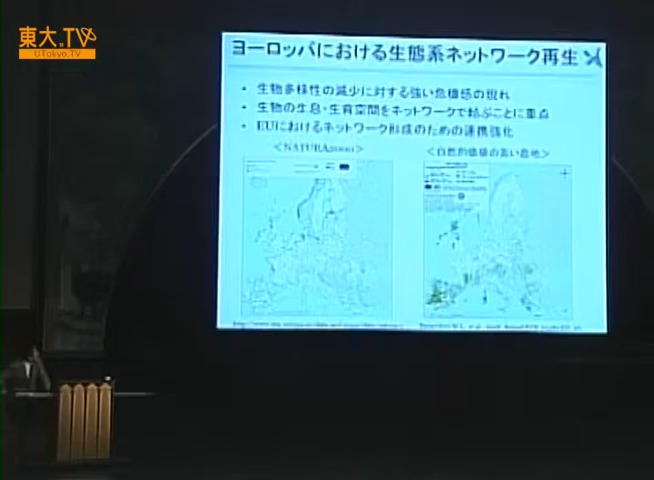 東大.TV
UTokyo.TV
ヨーロッパにおける生態系ネットワーク再生
・ 生物多様性の減少に対する強い危機感の現れ
・ 生物の生息・生育空間をネットワークで結ぶことに重点
・ EUにおけるネットワーク形成のための連携強化
＜NATURA2000＞
＜自然的価値の高い農地＞